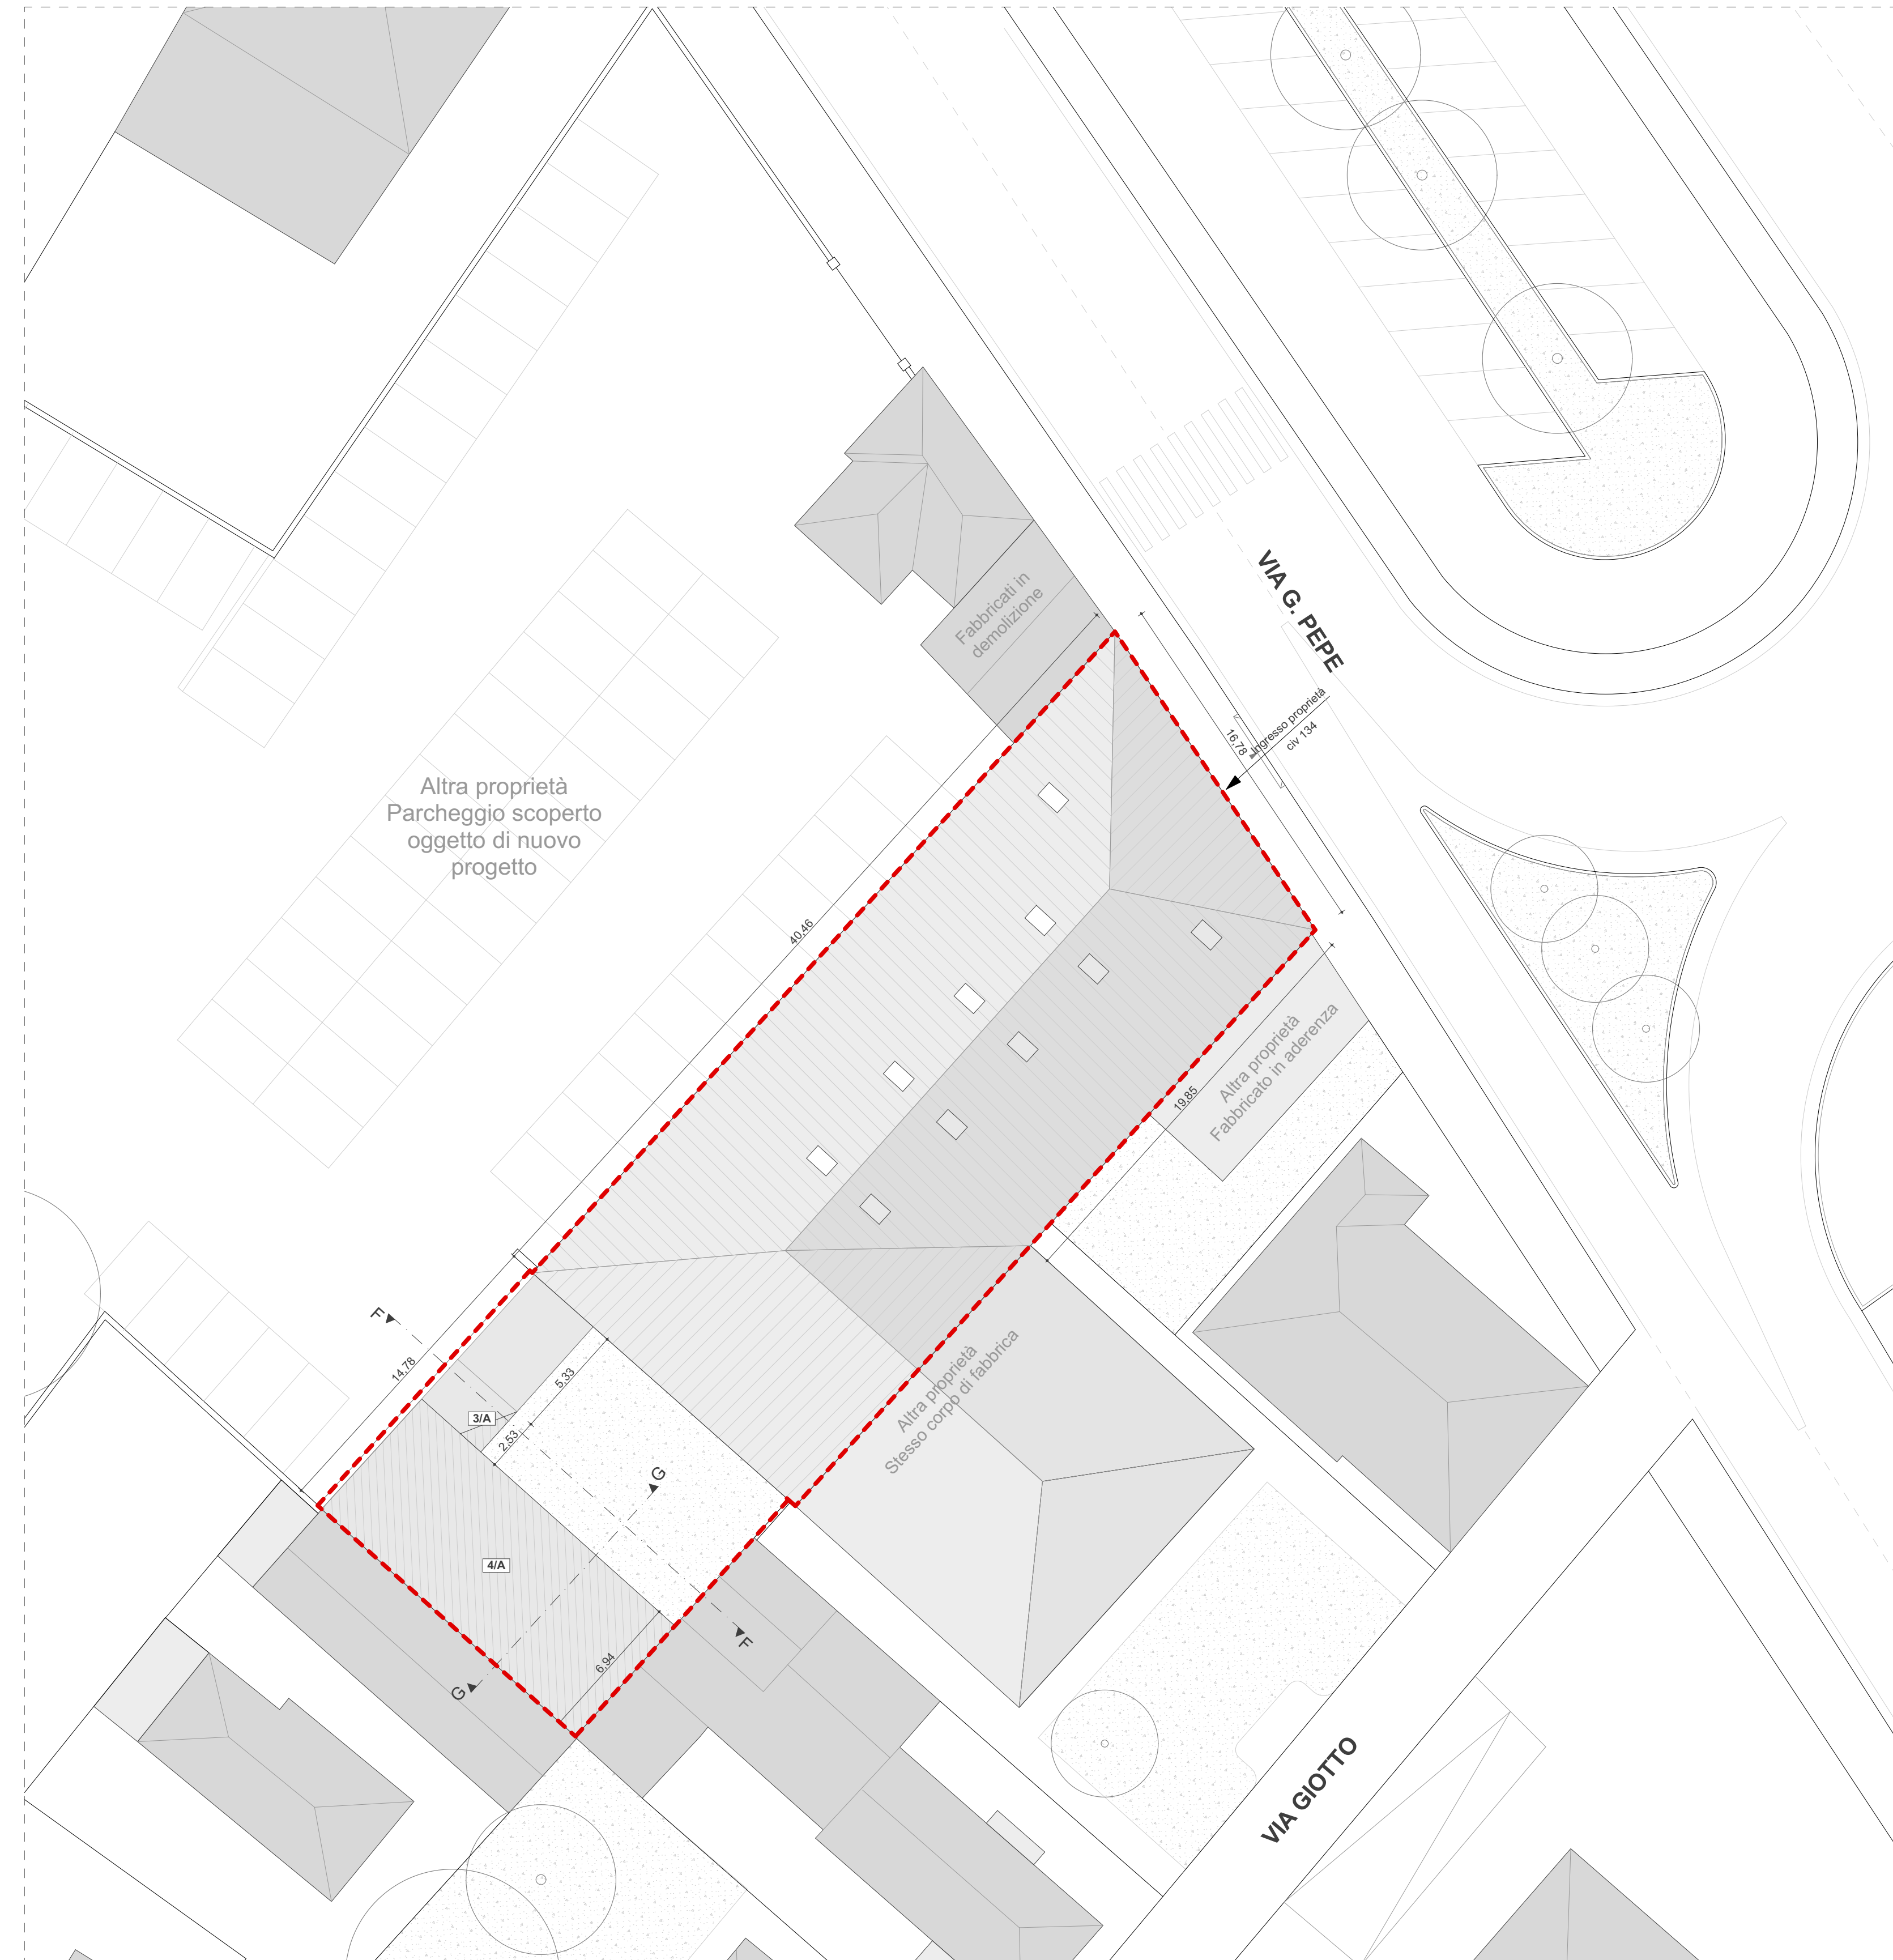 Fabbricati in
demolizione
VIA G. PEPE
Ingresso proprietà
civ 134
16,78
Altra proprietà
Parcheggio scoperto
oggetto di nuovo
progetto
40,46
Altra proprietà
Fabbricato in aderenza
19,85
F
14,78
5,33
3/A
2,53
Altra proprietà
Stesso corpo di fabbrica
G
4/A
F
6,94
G
VIA GIOTTO